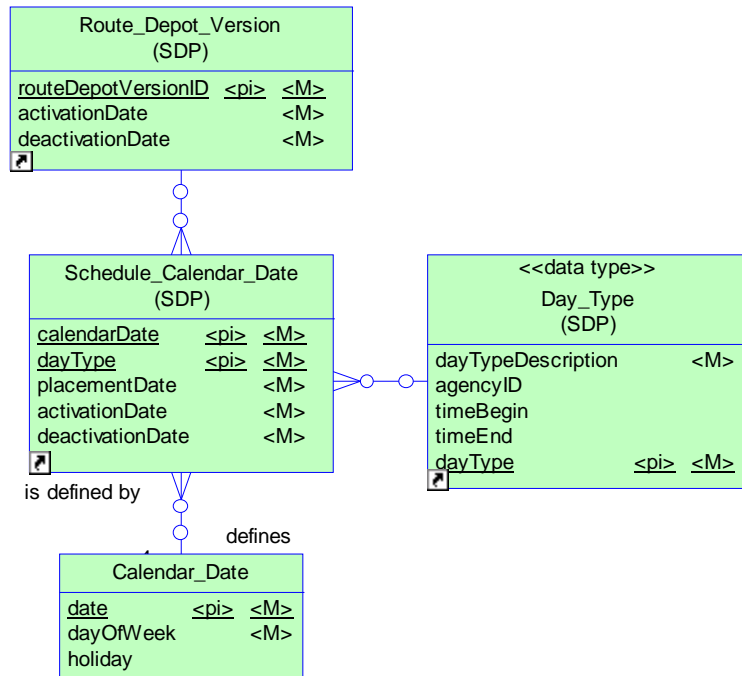 Route_Depot_Version
(SDP)
routeDepotVersionID <pi> <M>
activationDate <M>
deactivationDate <M>
Schedule_Calendar_Date
(SDP)
calendarDate <pi> <M>
dayType <pi> <M>
placementDate <M>
activationDate <M>
deactivationDate <M>
<<data type>>
Day_Type
(SDP)
dayTypeDescription <M>
agencyID
timeBegin
timeEnd
dayType <pi> <M>
is defined by
defines
Calendar_Date
date <pi> <M>
dayOfWeek <M>
holiday